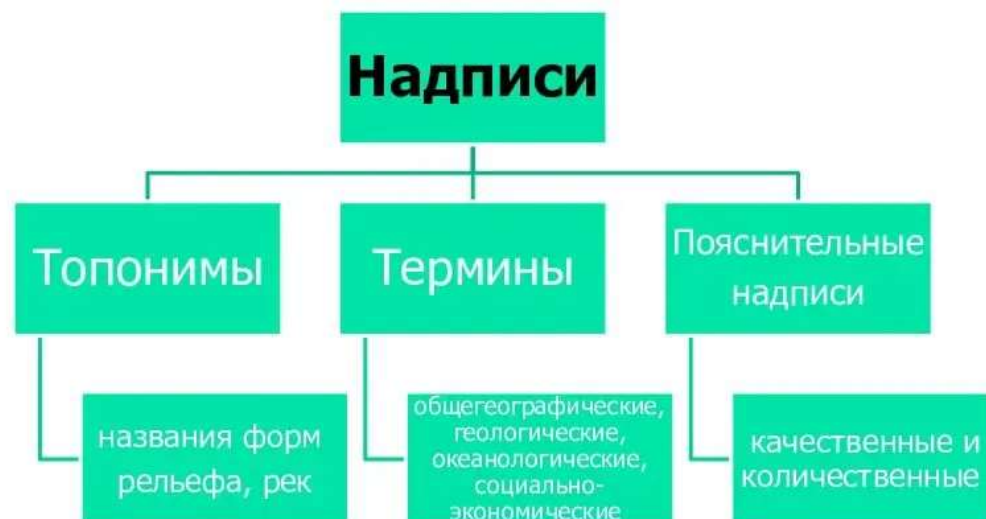 Надписи
Топонимы
Термины
Пояснительные
надписи
названия форм
рельефа, рек
общегеографические,
геологические,
океанологические,
социально-
экономические
качественные и
количественные